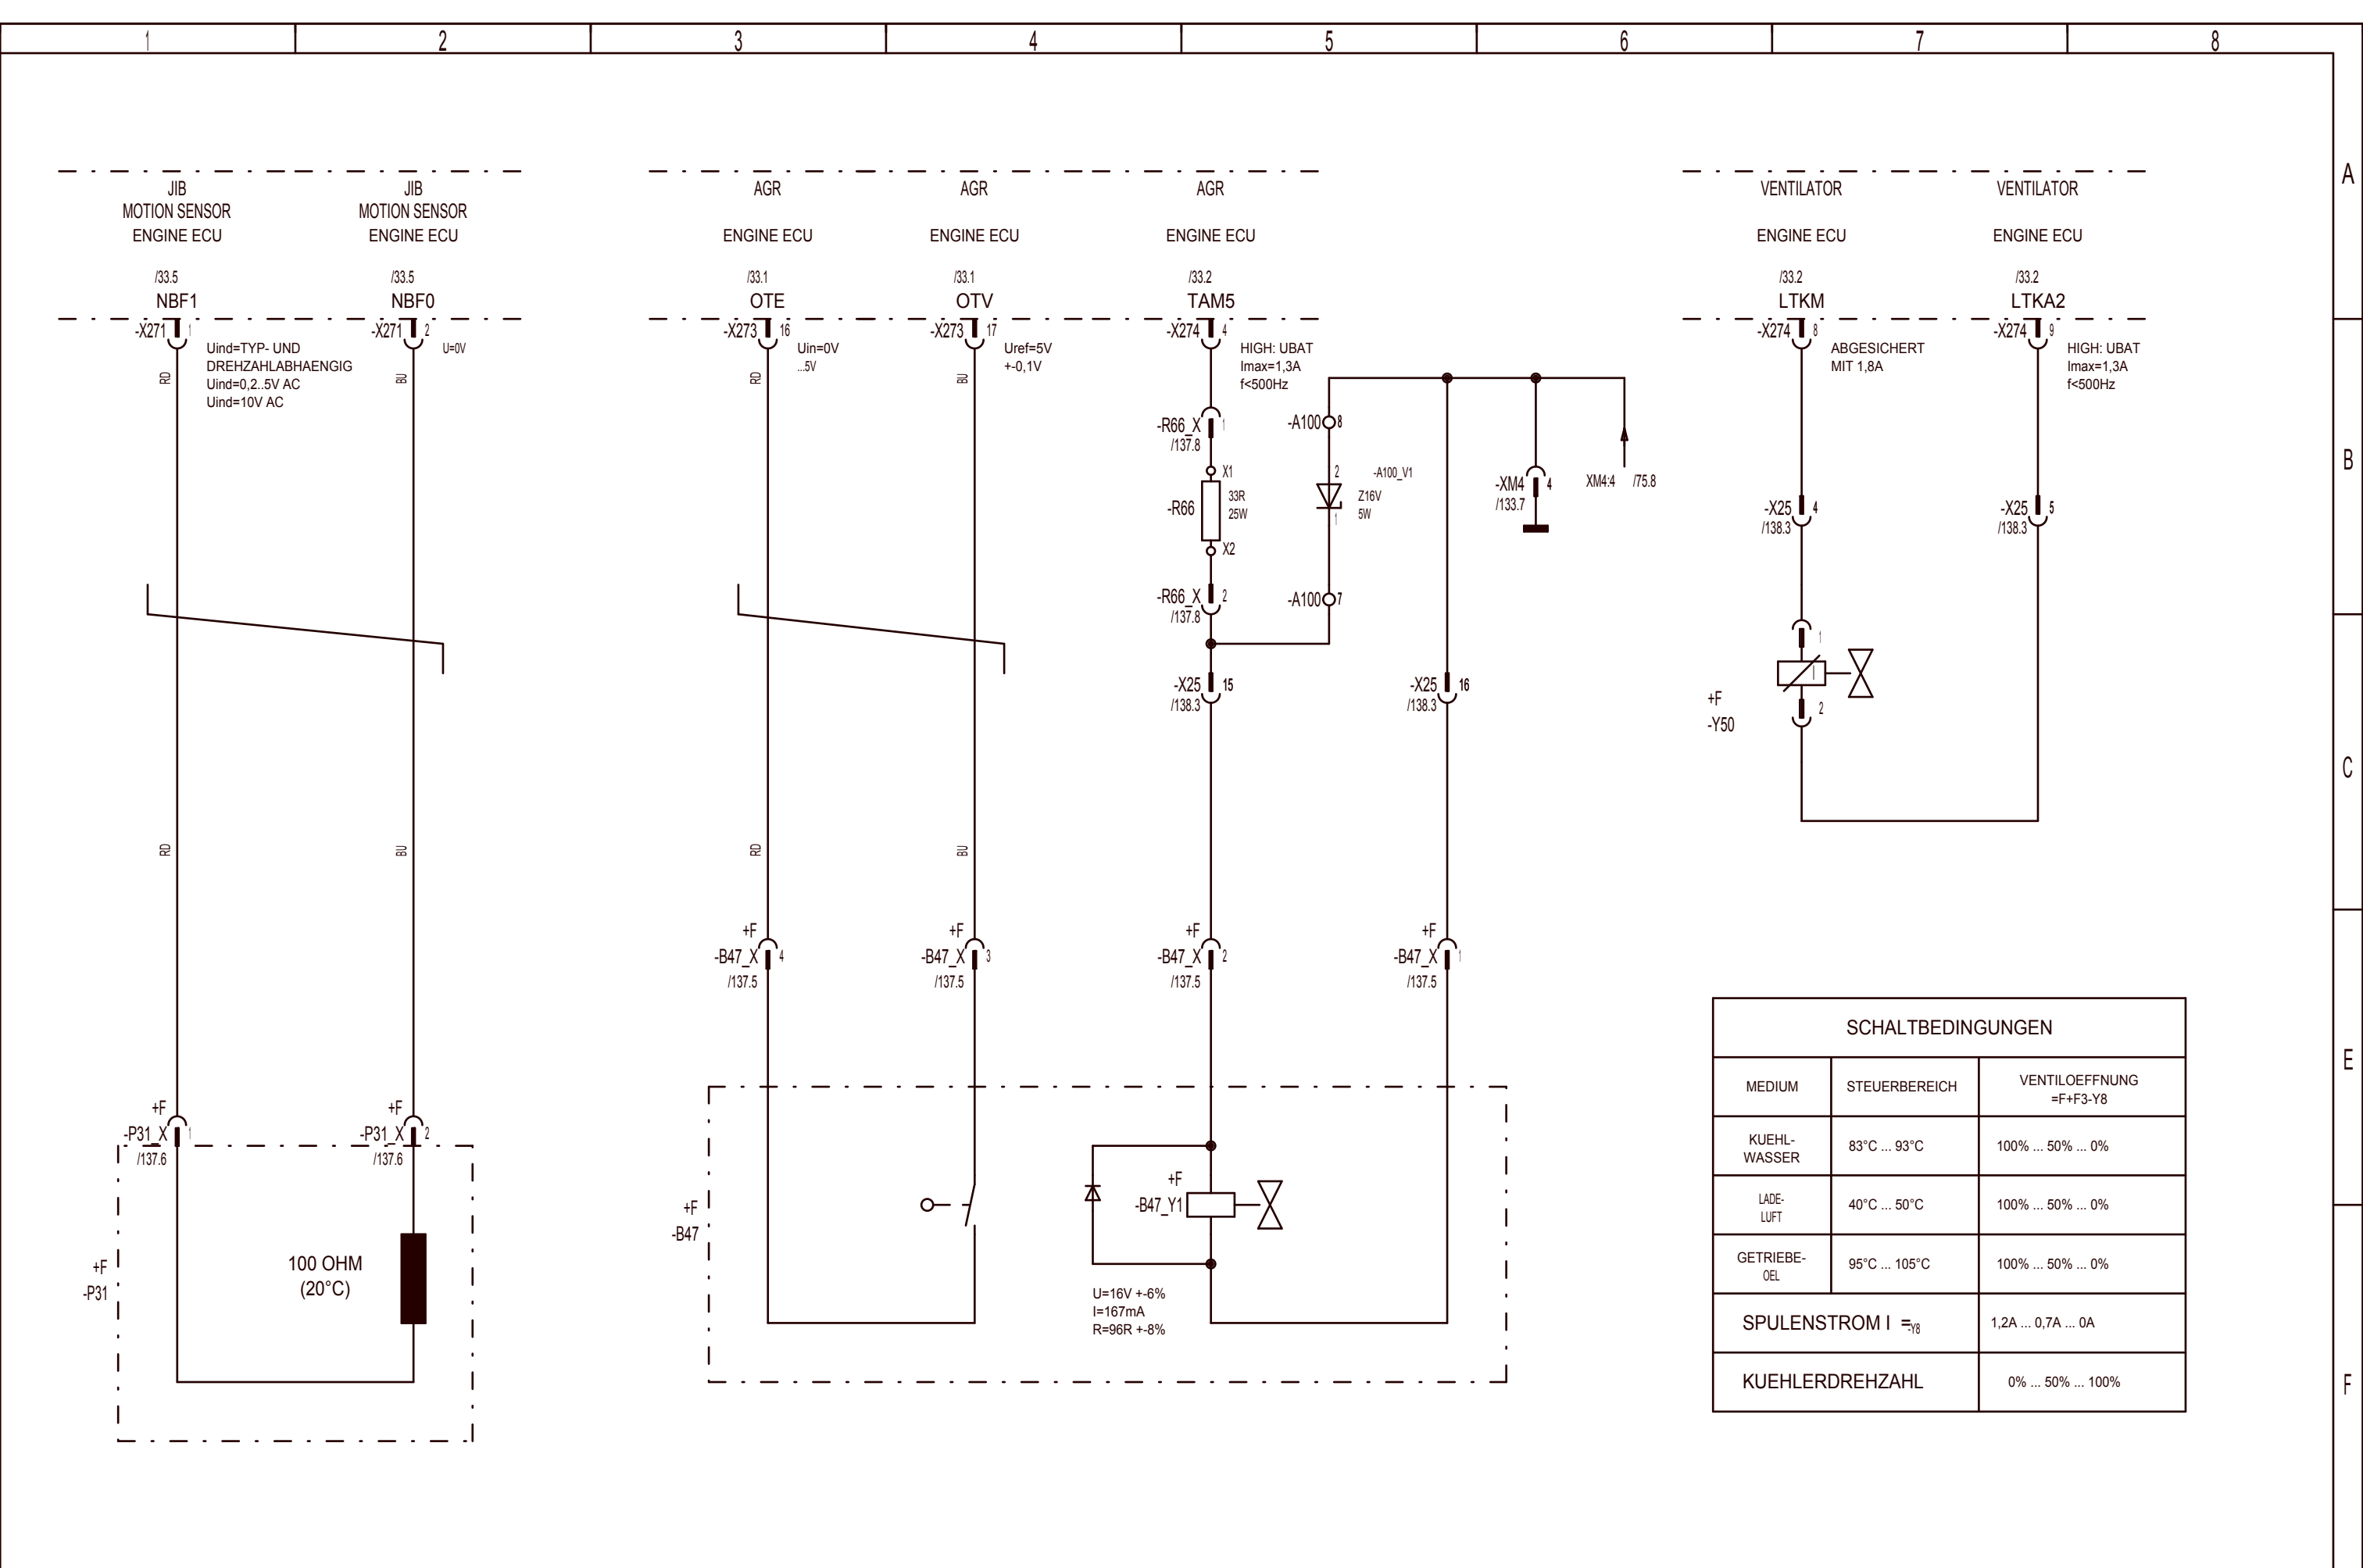 1 2 3 4 5 6 7 8
A
B
C
E
F
JIB
MOTION SENSOR
ENGINE ECU
/33.5
NBF1
-X271 1
Uind=TYP- UND
DREHZAHLABHAENGIG
Uind=0,2..5V AC
Uind=10V AC
RD
RD
+F
-P31_X 1
/137.6
JIB
MOTION SENSOR
ENGINE ECU
/33.5
NBF0
-X271 2
U=0V
BU
BU
+F
-P31_X 2
/137.6
+F
-P31
100 OHM
(20°C)
AGR
ENGINE ECU
/33.1
OTE
-X273 16
Uin=0V
...5V
RD
RD
+F
-B47_X 4
/137.5
AGR
ENGINE ECU
/33.1
OTV
-X273 17
Uref=5V
+-0,1V
BU
BU
+F
-B47_X 3
/137.5
AGR
ENGINE ECU
/33.2
TAM5
-X274 4
HIGH: UBAT
Imax=1,3A
f<500Hz
-R66_X 1
/137.8
X1
-R66
33R
25W
X2
-R66_X 2
/137.8
-X25 15
/138.3
+F
-B47_X 2
/137.5
-A100 8
2
-A100_V1
Z16V
5W
1
-A100 7
-X25 16
/138.3
+F
-B47_X 1
/137.5
-XM4 4
/133.7
XM4:4 /75.8
+F
-B47
+F
-B47_Y1
U=16V +-6%
I=167mA
R=96R +-8%
VENTILATOR
ENGINE ECU
/33.2
LTKM
-X274 8
ABGESICHERT
MIT 1,8A
-X25 4
/138.3
1
I
2
+F
-Y50
VENTILATOR
ENGINE ECU
/33.2
LTKA2
-X274 9
HIGH: UBAT
Imax=1,3A
f<500Hz
-X25 5
/138.3
SCHALTBEDINGUNGEN
MEDIUM STEUERBEREICH VENTILOEFFNUNG
=F+F3-Y8
KUEHL-
WASSER
83°C ... 93°C 100% ... 50% ... 0%
LADE-
LUFT
40°C ... 50°C 100% ... 50% ... 0%
GETRIEBE-
OEL
95°C ... 105°C 100% ... 50% ... 0%
SPULENSTROM I =-Y8 1,2A ... 0,7A ... 0A
KUEHLERDREHZAHL 0% ... 50% ... 100%